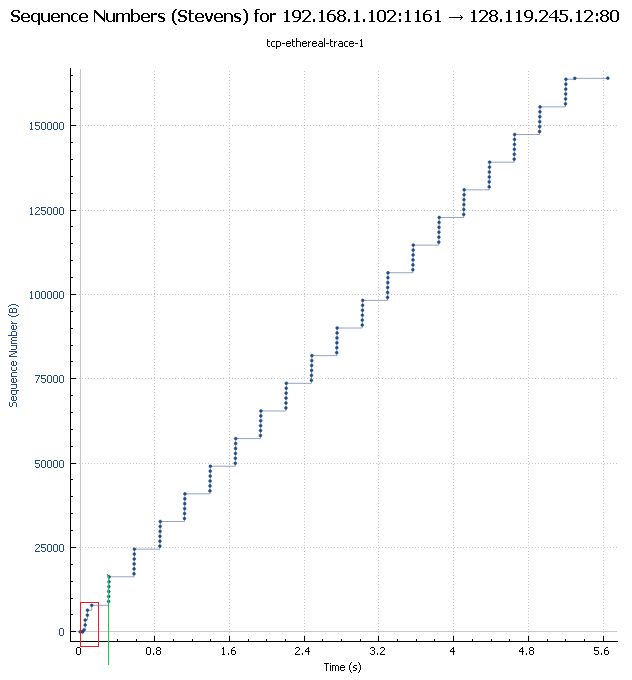 Sequence Numbers (Stevens) for 192.168.1.102:1161 → 128.119.245.12:80
tcp-ethereal-trace-1
150000
125000
100000
75000
50000
25000
0
Sequence Number (B)
0 0.8 1.6 2.4 3.2 4 4.8 5.6
Time (s)